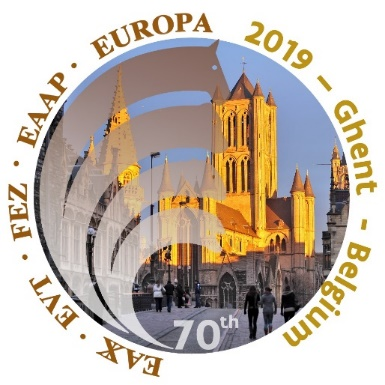 EAX · EVT · FEZ · EAAP · EUROPA
2019 – Ghent - Belgium
70th